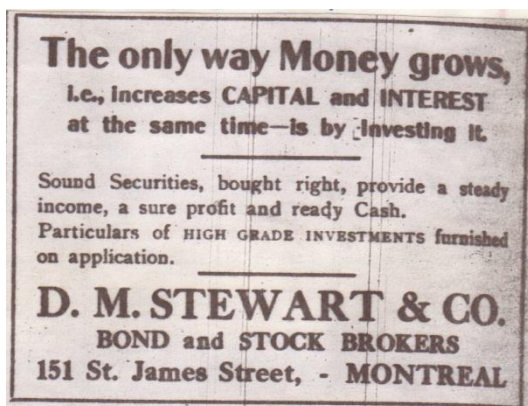 The only way Money grows,
i.e., increases CAPITAL and INTEREST
at the same time—is by investing it.
Sound Securities, bought right, provide a steady
income, a sure profit and ready Cash.
Particulars of HIGH GRADE INVESTMENTS furnished
on application.
D. M. STEWART & CO.
BOND and STOCK BROKERS
151 St. James Street, - MONTREAL